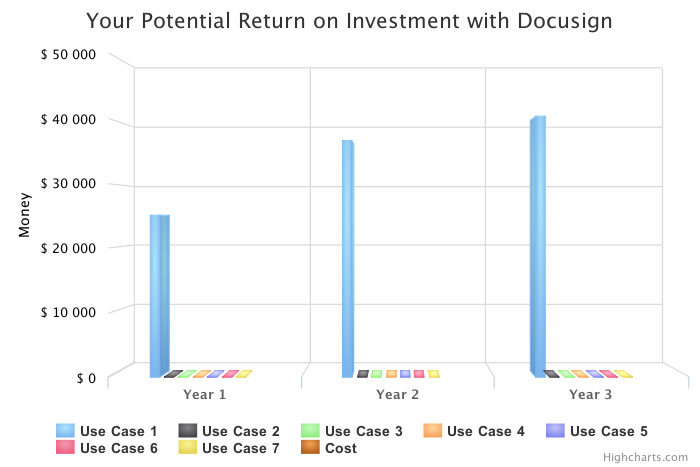 Your Potential Return on Investment with Docusign
$ 50 000
$ 40 000
$ 30 000
$ 20 000
$ 10 000
$ 0
Money
Year 1 Year 2 Year 3
Use Case 1 Use Case 2 Use Case 3 Use Case 4 Use Case 5
Use Case 6 Use Case 7 Cost
Highcharts.com